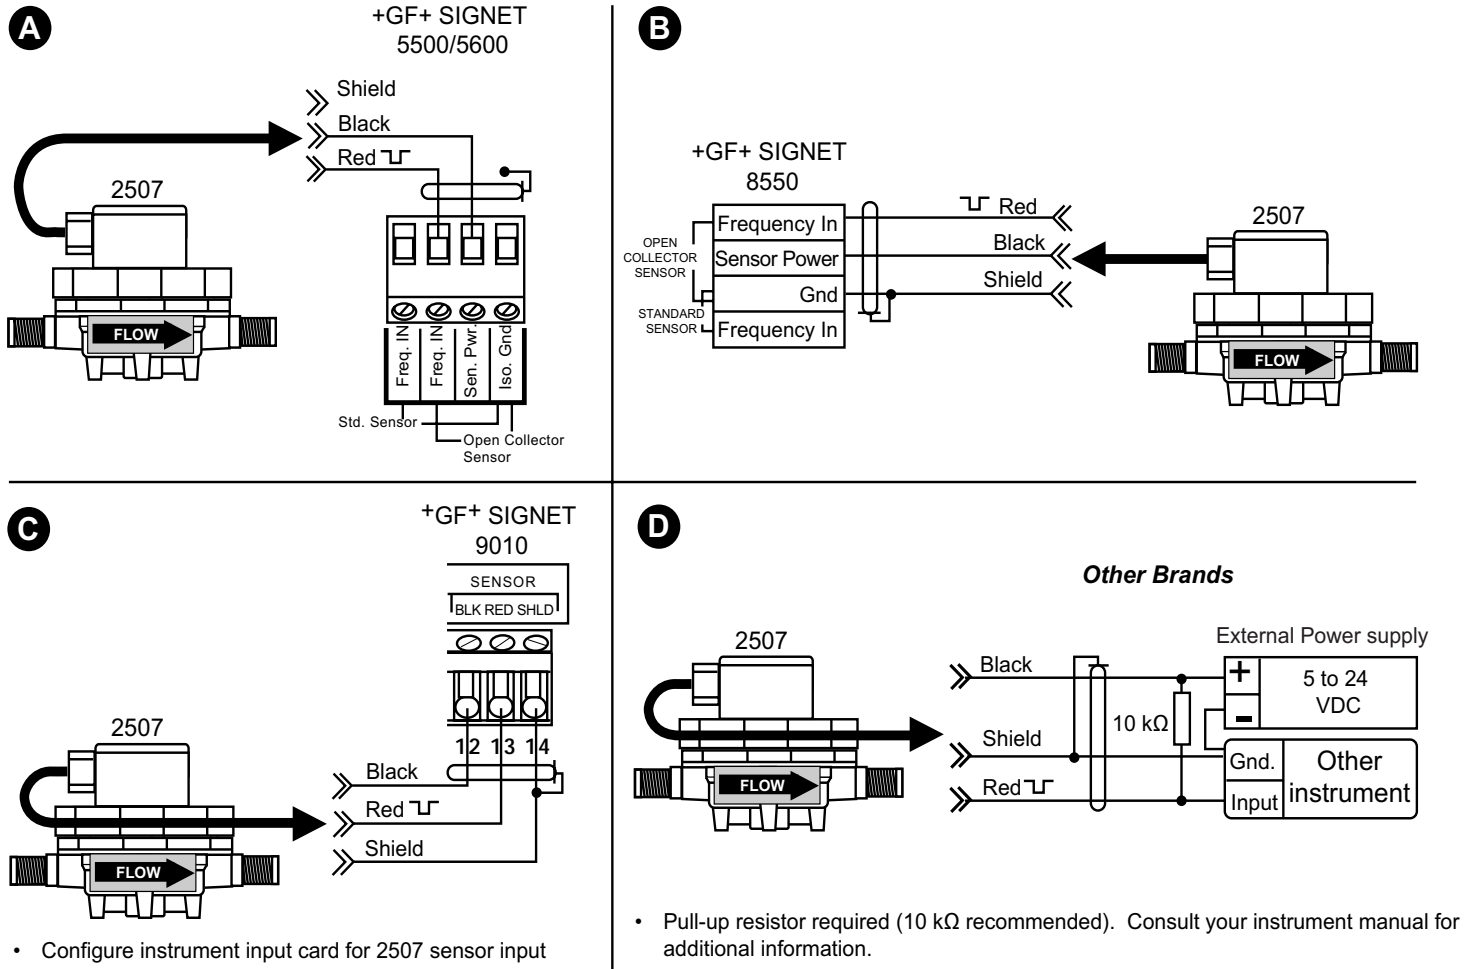 A
+GF+ SIGNET
5500/5600
Shield
Black
Red
2507
FLOW
Freq. IN
Freq. IN
Sen. Pwr.
Iso. Gnd
Std. Sensor
Open Collector
Sensor
B
+GF+ SIGNET
8550
OPEN
COLLECTOR
SENSOR
STANDARD
SENSOR
Frequency In
Sensor Power
Gnd
Frequency In
Red
Black
Shield
2507
FLOW
C
+GF+ SIGNET
9010
SENSOR
BLK RED SHLD
12 13 14
2507
Black
Red
Shield
FLOW
• Configure instrument input card for 2507 sensor input
D
Other Brands
External Power supply
2507
Black
+
5 to 24
VDC
-
10 kΩ
Shield
Gnd.
Other
instrument
Red
Input
FLOW
• Pull-up resistor required (10 kΩ recommended). Consult your instrument manual for
additional information.